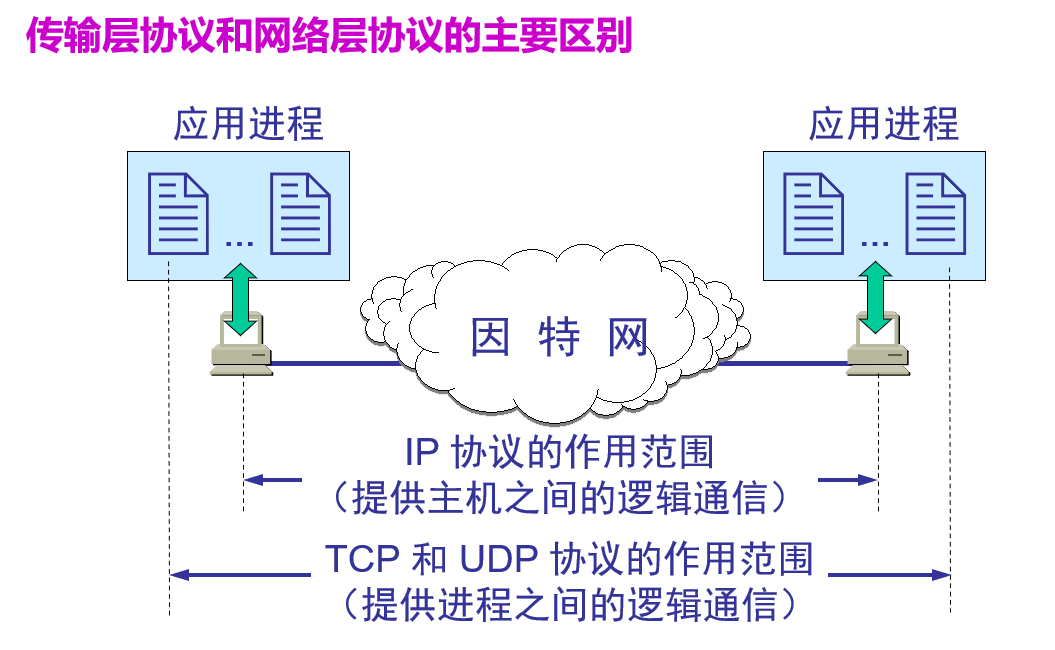 传输层协议和网络层协议的主要区别
应用进程
应用进程
…
…
因 特 网
IP 协议的作用范围
（提供主机之间的逻辑通信）
TCP 和 UDP 协议的作用范围
（提供进程之间的逻辑通信）